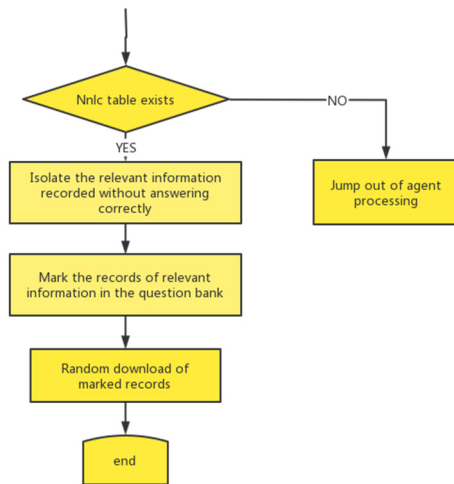 Nnlc table exists
NO
YES
Isolate the relevant information
recorded without answering
correctly
Jump out of agent
processing
Mark the records of relevant
information in the question bank
Random download of
marked records
end